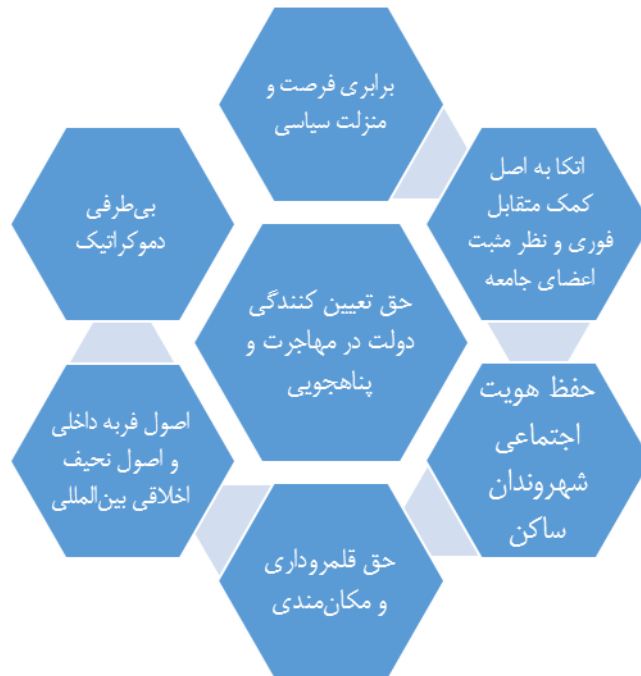 برابری فرصت و
منزلت سیاسی
اتکا به اصل
کمک متقابل
فوری و نظر مثبت
اعضای جامعه
حفظ هویت
اجتماعی
شهروندان
ساکن
حق قلمروداری
و مکان‌مندی
اصول فربه داخلی
و اصول نحیف
اخلاقی بین‌المللی
بی‌طرفی
دموکراتیک
حق تعیین کنندگی
دولت در مهاجرت و
پناهجویی